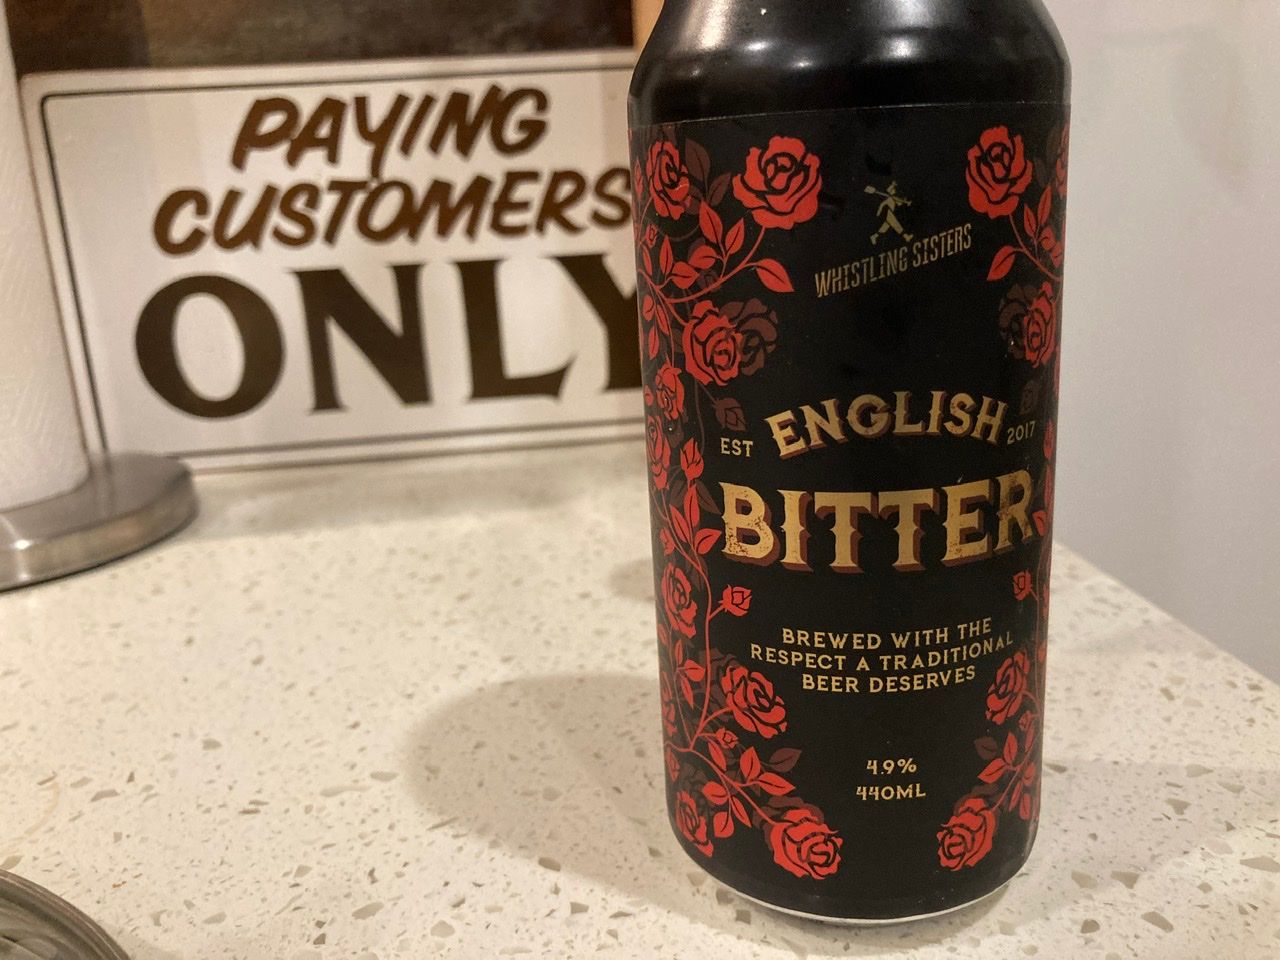 PAYING
CUSTOMERS
ONLY
WHISTLING SISTERS
EST ENGLISH 2017
BITTER
BREWED WITH THE
RESPECT A TRADITIONAL
BEER DESERVES
4.9%
440ML